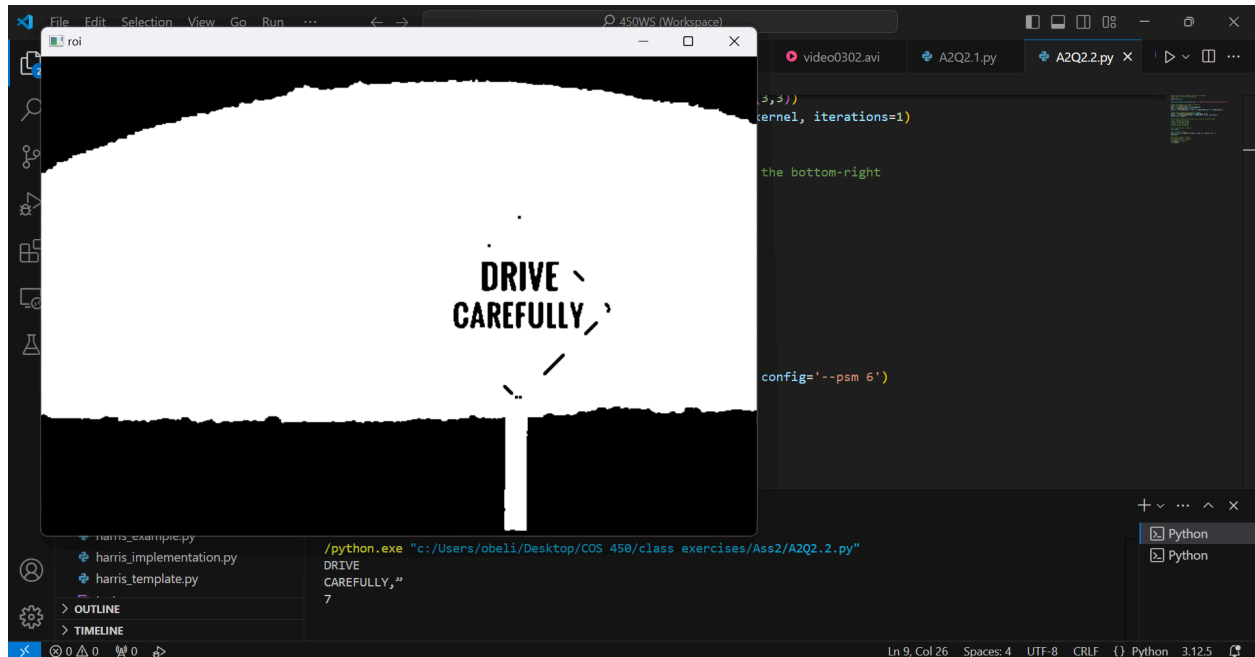 File Edit Selection View Go Run ··· 450WS (Workspace)
roi
video0302.avi A2Q2.1.py A2Q2.2.py
(3,3))
kernel, iterations=1)
the bottom-right
config='--psm 6')
DRIVE
CAREFULLY
harris_implementation.py
harris_template.py
OUTLINE
TIMELINE
/python.exe "c:/Users/obeli/Desktop/COS 450/class exercises/Ass2/A2Q2.2.py"
DRIVE
CAREFULLY,”
7
Python
Python
0 0 0 Ln 9, Col 26 Spaces: 4 UTF-8 CRLF {} Python 3.12.5